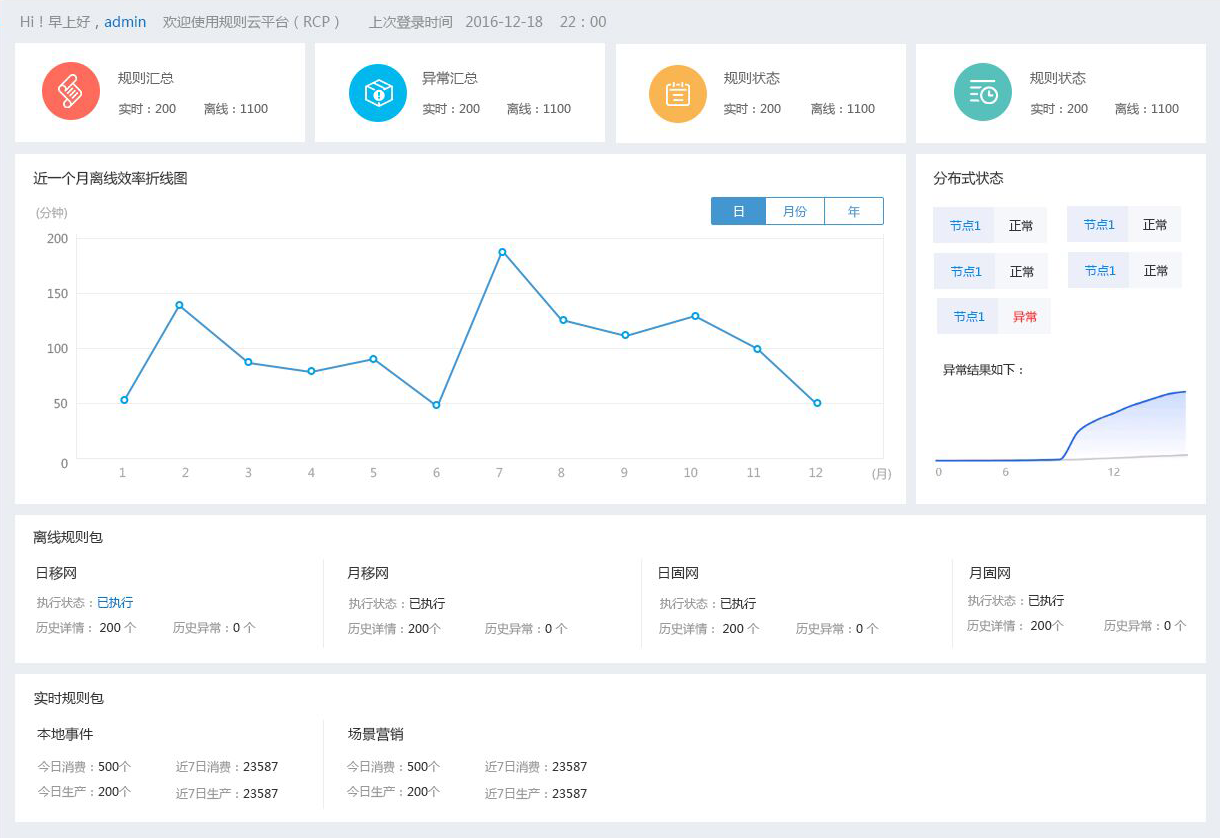 Hi！早上好，admin 欢迎使用规则云平台（RCP） 上次登录时间 2016-12-18 22：00
规则汇总
实时：200 离线：1100
异常汇总
实时：200 离线：1100
规则状态
实时：200 离线：1100
规则状态
实时：200 离线：1100
近一个月离线效率折线图
(分钟)
日 月份 年
200
150
100
50
0
1 2 3 4 5 6 7 8 9 10 11 12 (月)
分布式状态
节点1 正常 节点1 正常
节点1 正常 节点1 正常
节点1 异常
异常结果如下：
0 6 12
离线规则包
日移网
执行状态：已执行
历史详情： 200 个 历史异常：0 个
月移网
执行状态：已执行
历史详情：200个 历史异常：0 个
日固网
执行状态：已执行
历史详情： 200 个 历史异常：0 个
月固网
执行状态：已执行
历史详情： 200个 历史异常：0 个
实时规则包
本地事件
今日消费：500个 近7日消费：23587
今日生产：200个 近7日生产：23587
场景营销
今日消费：500个 近7日消费：23587
今日生产：200个 近7日生产：23587